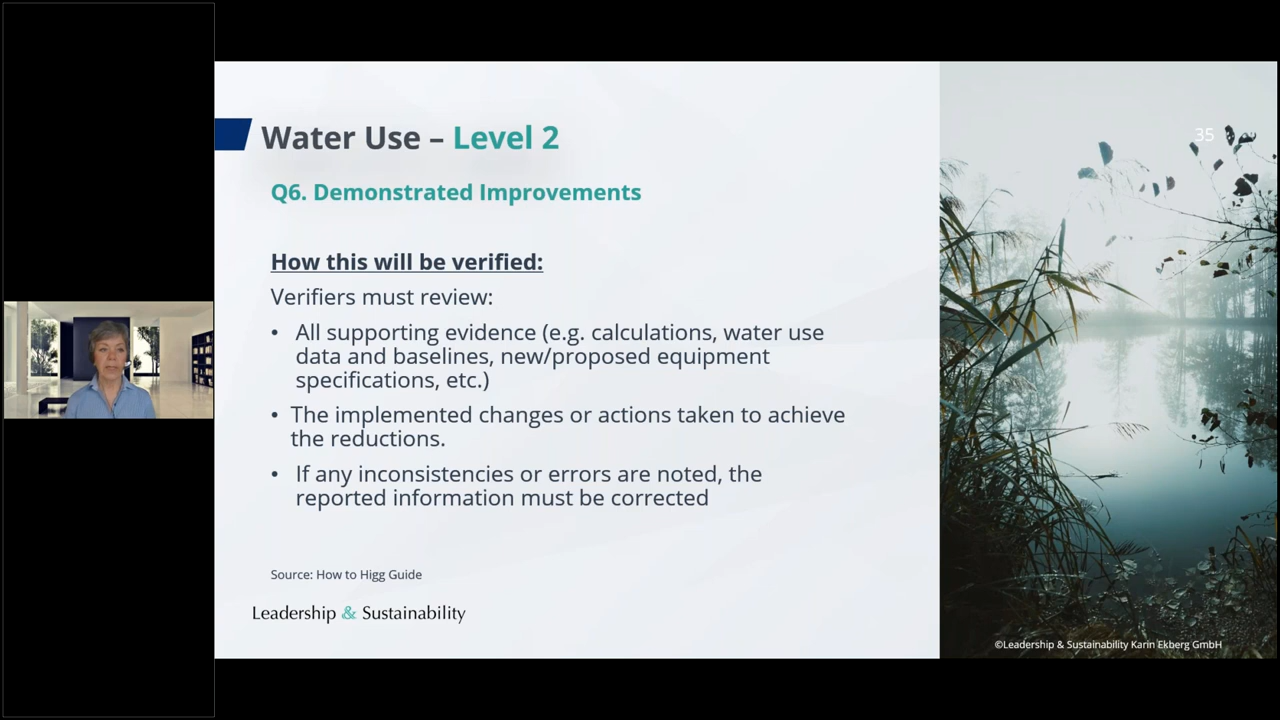 35
Water Use – Level 2
Q6. Demonstrated Improvements
How this will be verified:
Verifiers must review:
• All supporting evidence (e.g. calculations, water use
data and baselines, new/proposed equipment
specifications, etc.)
• The implemented changes or actions taken to achieve
the reductions.
• If any inconsistencies or errors are noted, the
reported information must be corrected
Source: How to Higg Guide
Leadership & Sustainability
©Leadership & Sustainability Karin Ekberg GmbH